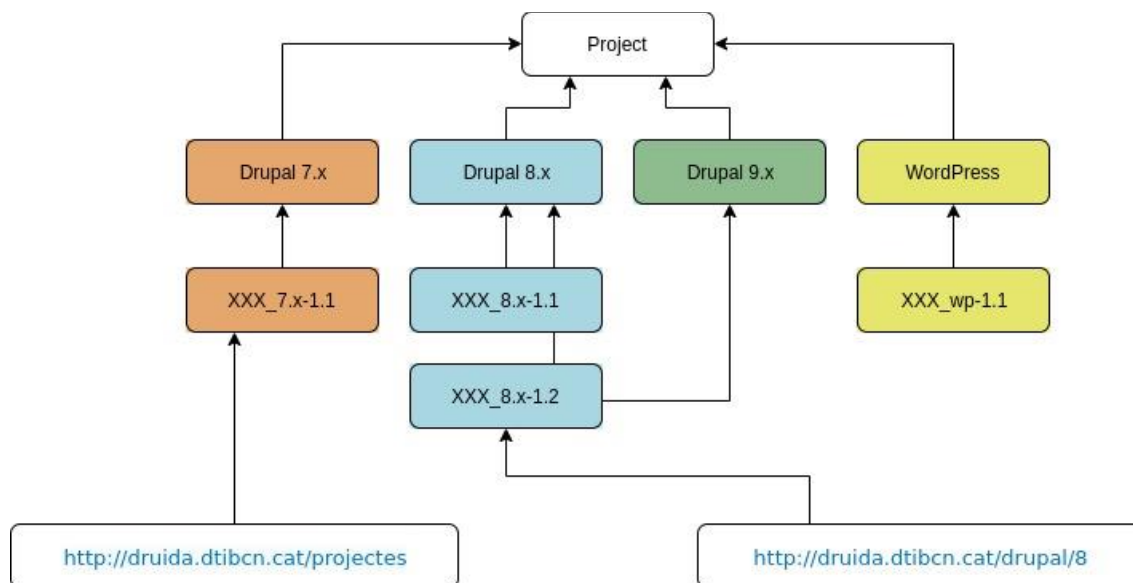 Project
Drupal 7.x
Drupal 8.x
Drupal 9.x
WordPress
XXX_7.x-1.1
XXX_8.x-1.1
XXX_wp-1.1
XXX_8.x-1.2
http://druida.dtibcn.cat/projectes
http://druida.dtibcn.cat/drupal/8